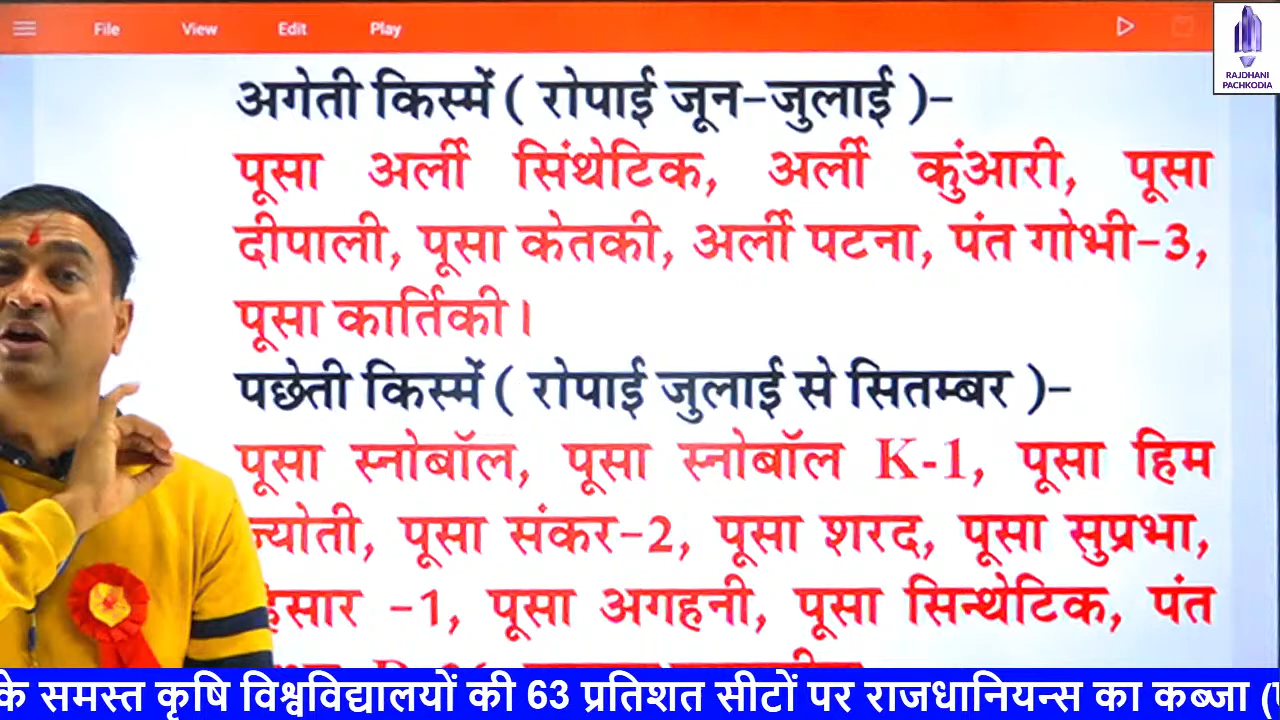 File View Edit Play
RAJDHANI
PACHKODIA
अगेती किस्में ( रोपाई जून-जुलाई )-
पूसा अर्ली सिंथेटिक, अर्ली कुंआरी, पूसा
दीपाली, पूसा केतकी, अर्ली पटना, पंत गोभी-3,
पूसा कार्तिकी।
पछेती किस्में ( रोपाई जुलाई से सितम्बर )-
पूसा स्नोबॉल, पूसा स्नोबॉल K-1, पूसा हिम
ज्योती, पूसा संकर-2, पूसा शरद, पूसा सुप्रभा,
हिसार -1, पूसा अगहनी, पूसा सिन्थेटिक, पंत
के समस्त कृषि विश्वविद्यालयों की 63 प्रतिशत सीटों पर राजधानियन्स का कब्जा (